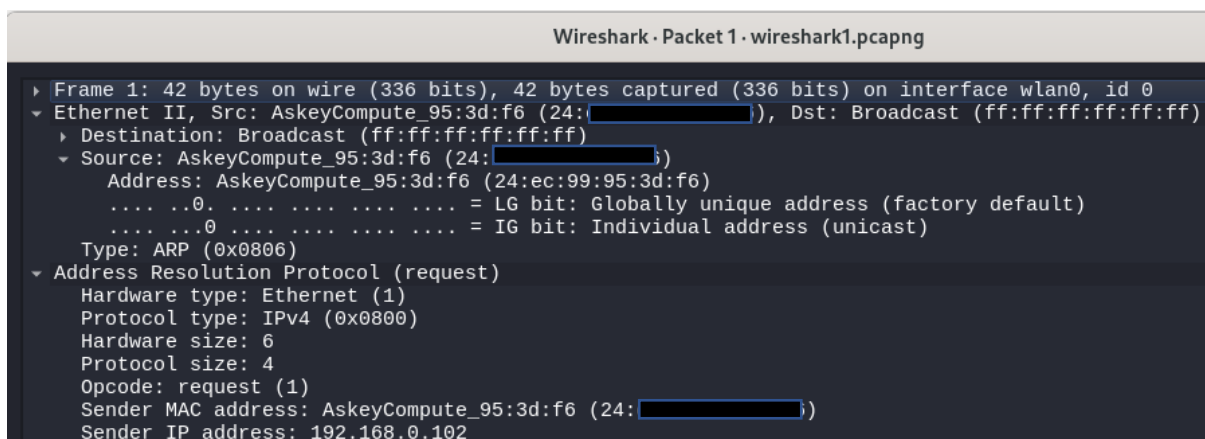 Wireshark · Packet 1 · wireshark1.pcapng
Frame 1: 42 bytes on wire (336 bits), 42 bytes captured (336 bits) on interface wlan0, id 0
Ethernet II, Src: AskeyCompute_95:3d:f6 (24: ), Dst: Broadcast (ff:ff:ff:ff:ff:ff)
Destination: Broadcast (ff:ff:ff:ff:ff:ff)
Source: AskeyCompute_95:3d:f6 (24: )
Address: AskeyCompute_95:3d:f6 (24:ec:99:95:3d:f6)
.... ..0. .... .... .... .... = LG bit: Globally unique address (factory default)
.... ...0 .... .... .... .... = IG bit: Individual address (unicast)
Type: ARP (0x0806)
Address Resolution Protocol (request)
Hardware type: Ethernet (1)
Protocol type: IPv4 (0x0800)
Hardware size: 6
Protocol size: 4
Opcode: request (1)
Sender MAC address: AskeyCompute_95:3d:f6 (24: )
Sender IP address: 192.168.0.102